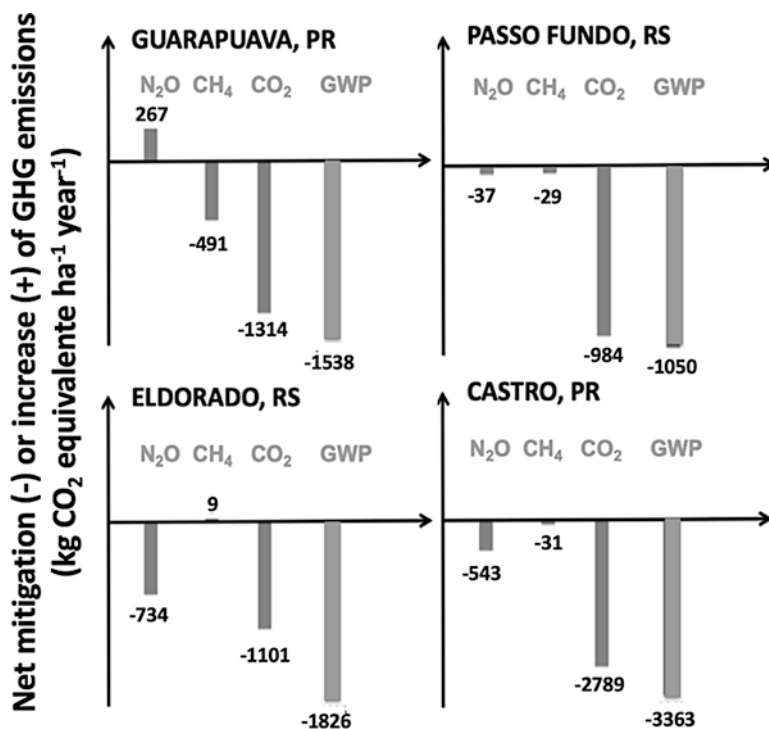 Net mitigation (-) or increase (+) of GHG emissions
(kg CO₂ equivalente ha⁻¹ year⁻¹)
GUARAPUAVA, PR
N₂O CH₄ CO₂ GWP
267
-491
-1314
-1538
PASSO FUNDO, RS
N₂O CH₄ CO₂ GWP
-37
-29
-984
-1050
ELDORADO, RS
N₂O CH₄ CO₂ GWP
9
-734
-1101
-1826
CASTRO, PR
N₂O CH₄ CO₂ GWP
-543
-31
-2789
-3363